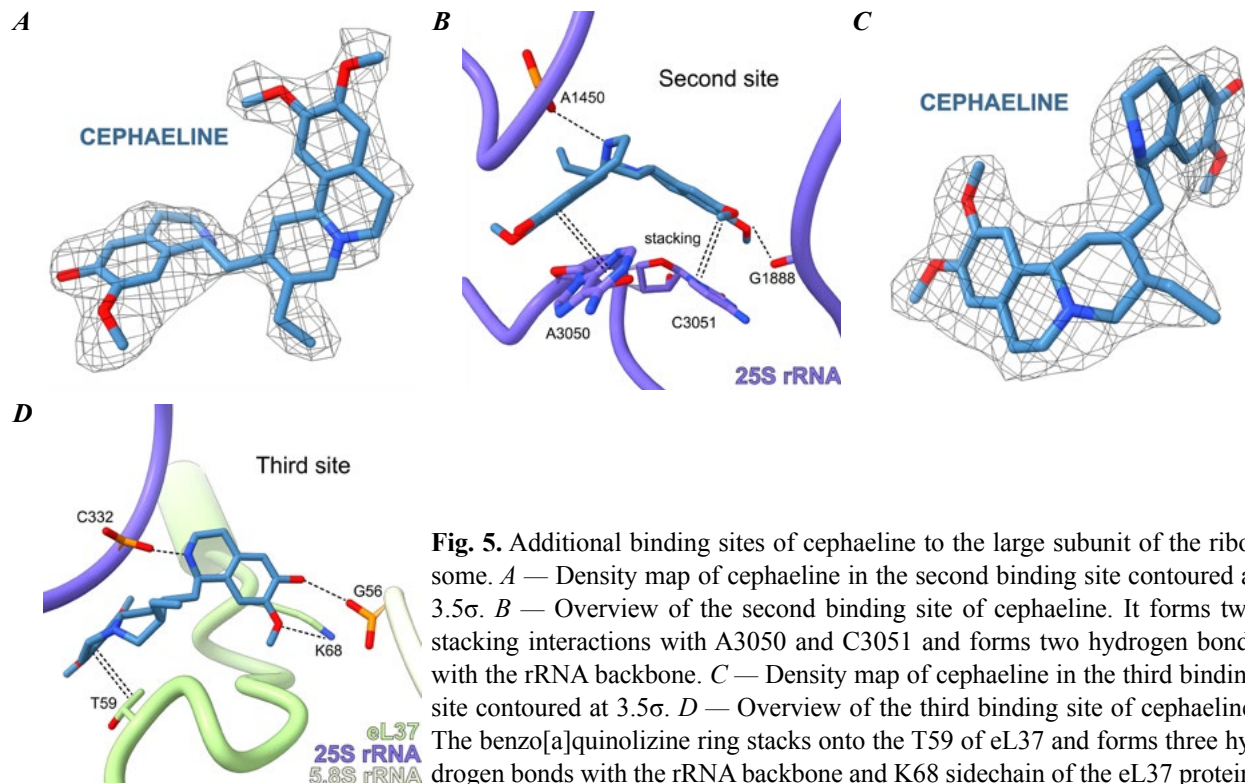 A
CEPHAELINE
B
Second site
A1450
stacking
G1888
A3050
C3051
25S rRNA
C
CEPHAELINE
D
Third site
C332
G56
K68
T59
eL37
25S rRNA
5.8S rRNA
Fig. 5. Additional binding sites of cephaeline to the large subunit of the ribo
some. A — Density map of cephaeline in the second binding site contoured a
3.5σ. B — Overview of the second binding site of cephaeline. It forms tw
stacking interactions with A3050 and C3051 and forms two hydrogen bond
with the rRNA backbone. C — Density map of cephaeline in the third bindin
site contoured at 3.5σ. D — Overview of the third binding site of cephaeline
The benzo[a]quinolizine ring stacks onto the T59 of eL37 and forms three hy
drogen bonds with the rRNA backbone and K68 sidechain of the eL37 protein